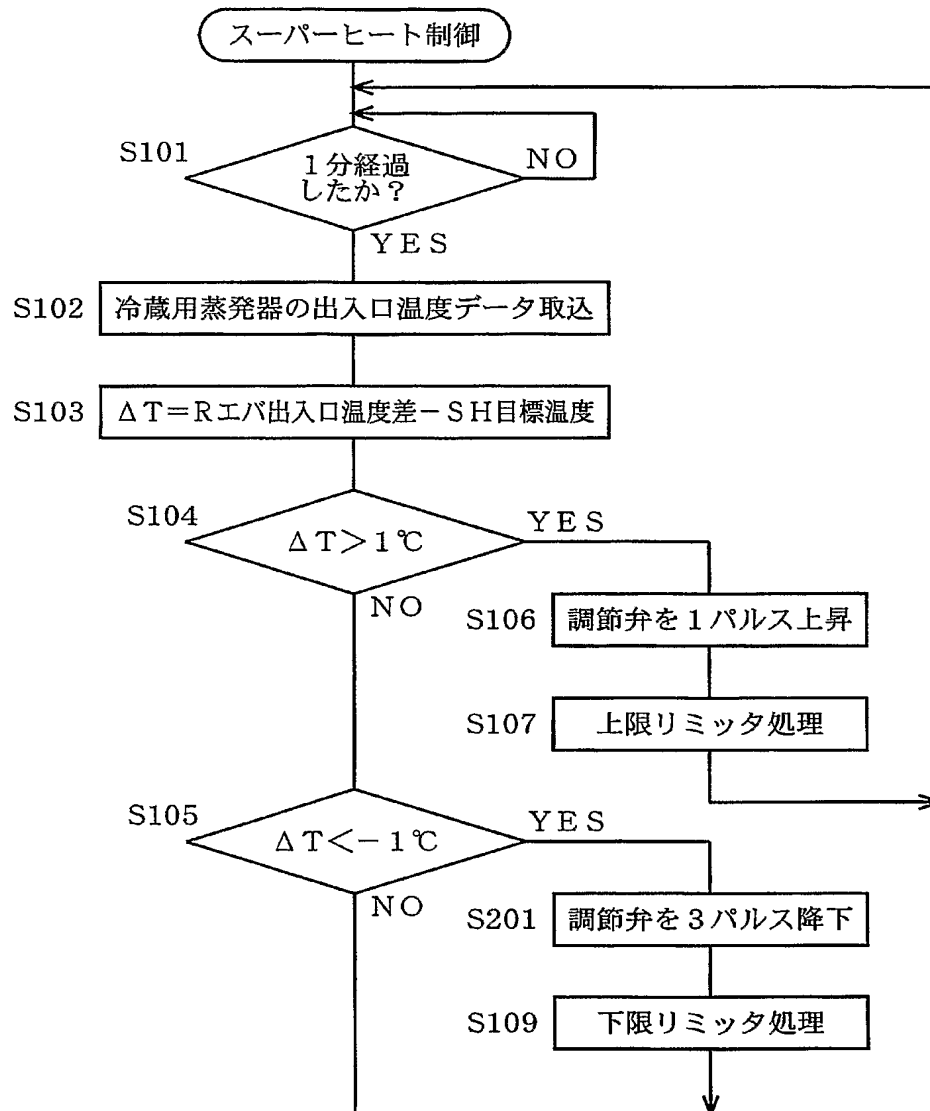 スーパーヒート制御
S101
1分経過
したか?
NO
YES
S102
冷蔵用蒸発器の出入口温度データ取込
S103
ΔT=Rエバ出入口温度差-SH目標温度
S104
ΔT>1℃
YES
NO
S106
調節弁を1パルス上昇
S107
上限リミッタ処理
S105
ΔT<-1℃
YES
NO
S201
調節弁を3パルス降下
S109
下限リミッタ処理